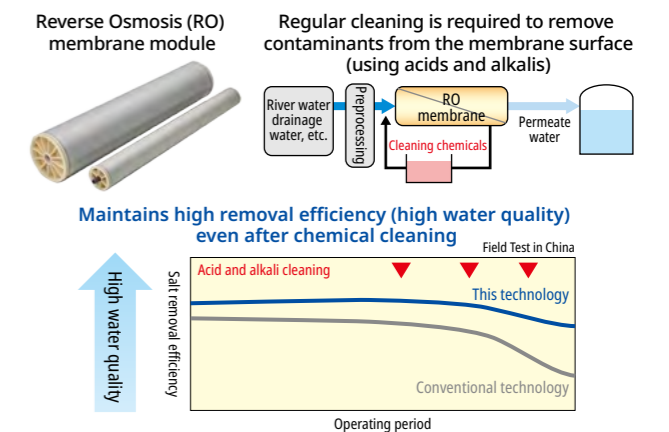 Reverse Osmosis (RO)
membrane module
Regular cleaning is required to remove
contaminants from the membrane surface
(using acids and alkalis)
River water
drainage
water, etc.
Preprocessing
RO
membrane
Permeate
water
Cleaning chemicals
Maintains high removal efficiency (high water quality)
even after chemical cleaning
Field Test in China
High water quality
Salt removal efficiency
Acid and alkali cleaning
This technology
Conventional technology
Operating period